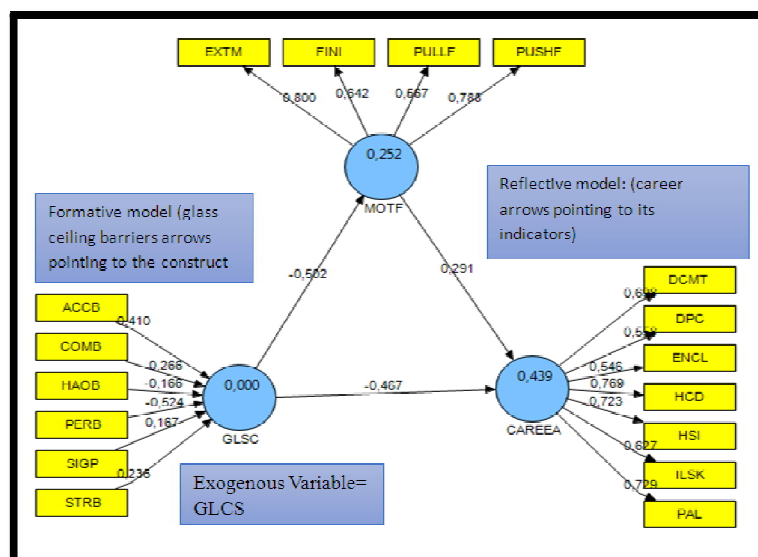 EXTM FINI PULLF PUSHF
0,800 0,642 0,567 0,788
0,252
MOTF
Formative model (glass
ceiling barriers arrows
pointing to the construct
Reflective model: (career
arrows pointing to its
indicators)
-0,502
0,291
ACCB
COMB
HAOB
PERB
SIGP
STRB
0,410
-0,266
-0,166
-0,524
0,167
0,236
0,000
GLSC
-0,467
0,439
CAREEA
0,546
0,769
0,723
0,627
0,729
DCMT
DPC
ENCL
HCD
HSI
ILSK
PAL
Exogenous Variable=
GLCS